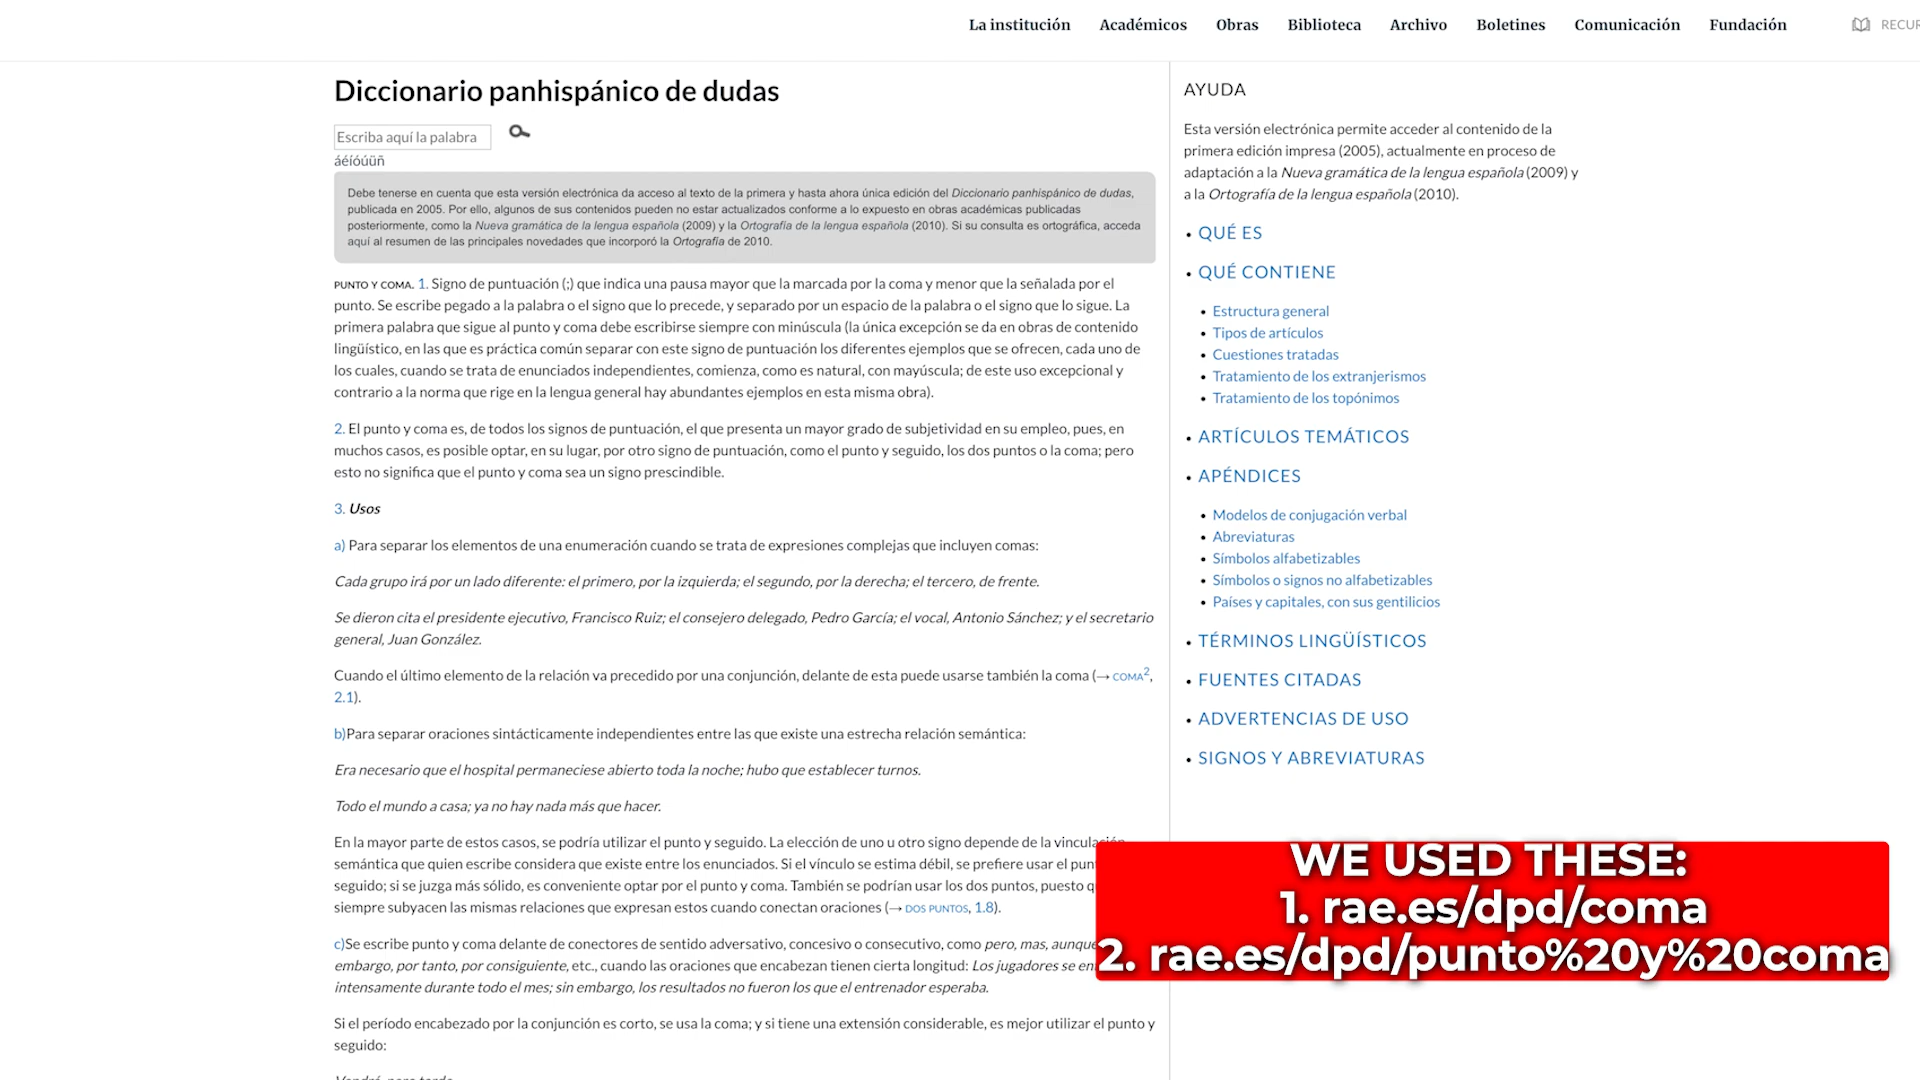 La institución Académicos Obras Biblioteca Archivo Boletines Comunicación Fundación
Diccionario panhispánico de dudas
Escriba aquí la palabra
áéíóúüñ
Debe tenerse en cuenta que esta versión electrónica da acceso al texto de la primera y hasta ahora única edición del Diccionario panhispánico de dudas,
publicada en 2005. Por ello, algunos de sus contenidos pueden no estar actualizados conforme a lo expuesto en obras académicas publicadas
posteriormente, como la Nueva gramática de la lengua española (2009) y la Ortografía de la lengua española (2010). Si su consulta es ortográfica, acceda
aquí al resumen de las principales novedades que incorporó la Ortografía de 2010.
PUNTO Y COMA. 1. Signo de puntuación (;) que indica una pausa mayor que la marcada por la coma y menor que la señalada por el
punto. Se escribe pegado a la palabra o el signo que lo precede, y separado por un espacio de la palabra o el signo que lo sigue. La
primera palabra que sigue al punto y coma debe escribirse siempre con minúscula (la única excepción se da en obras de contenido
lingüístico, en las que es práctica común separar con este signo de puntuación los diferentes ejemplos que se ofrecen, cada uno de
los cuales, cuando se trata de enunciados independientes, comienza, como es natural, con mayúscula; de este uso excepcional y
contrario a la norma que rige en la lengua general hay abundantes ejemplos en esta misma obra).
2. El punto y coma es, de todos los signos de puntuación, el que presenta un mayor grado de subjetividad en su empleo, pues, en
muchos casos, es posible optar, en su lugar, por otro signo de puntuación, como el punto y seguido, los dos puntos o la coma; pero
esto no significa que el punto y coma sea un signo prescindible.
3. Usos
a) Para separar los elementos de una enumeración cuando se trata de expresiones complejas que incluyen comas:
Cada grupo irá por un lado diferente: el primero, por la izquierda; el segundo, por la derecha; el tercero, de frente.
Se dieron cita el presidente ejecutivo, Francisco Ruiz; el consejero delegado, Pedro García; el vocal, Antonio Sánchez; y el secretario
general, Juan González.
Cuando el último elemento de la relación va precedido por una conjunción, delante de esta puede usarse también la coma (→ COMA2,
2.1).
b)Para separar oraciones sintácticamente independientes entre las que existe una estrecha relación semántica:
Era necesario que el hospital permaneciese abierto toda la noche; hubo que establecer turnos.
Todo el mundo a casa; ya no hay nada más que hacer.
En la mayor parte de estos casos, se podría utilizar el punto y seguido. La elección de uno u otro signo depende de la vinculación
semántica que quien escribe considera que existe entre los enunciados. Si el vínculo se estima débil, se prefiere usar el
seguido; si se juzga más sólido, es conveniente optar por el punto y coma. También se podrían usar los dos puntos, puesto
siempre subyacen las mismas relaciones que expresan estos cuando conectan oraciones (→ DOS PUNTOS, 1.8).
c)Se escribe punto y coma delante de conectores de sentido adversativo, concesivo o consecutivo, como pero, mas, aunque
embargo, por tanto, por consiguiente, etc., cuando las oraciones que encabezan tienen cierta longitud: Los jugadores se
intensamente durante todo el mes; sin embargo, los resultados no fueron los que el entrenador esperaba.
Si el período encabezado por la conjunción es corto, se usa la coma; y si tiene una extensión considerable, es mejor utilizar el punto y
seguido:
AYUDA
Esta versión electrónica permite acceder al contenido de la
primera edición impresa (2005), actualmente en proceso de
adaptación a la Nueva gramática de la lengua española (2009) y
a la Ortografía de la lengua española (2010).
QUÉ ES
QUÉ CONTIENE
Estructura general
Tipos de artículos
Cuestiones tratadas
Tratamiento de los extranjerismos
Tratamiento de los topónimos
ARTÍCULOS TEMÁTICOS
APÉNDICES
Modelos de conjugación verbal
Abreviaturas
Símbolos alfabetizables
Símbolos o signos no alfabetizables
Países y capitales, con sus gentilicios
TÉRMINOS LINGÜÍSTICOS
FUENTES CITADAS
ADVERTENCIAS DE USO
SIGNOS Y ABREVIATURAS
WE USED THESE:
1. rae.es/dpd/coma
2. rae.es/dpd/punto%20y%20coma